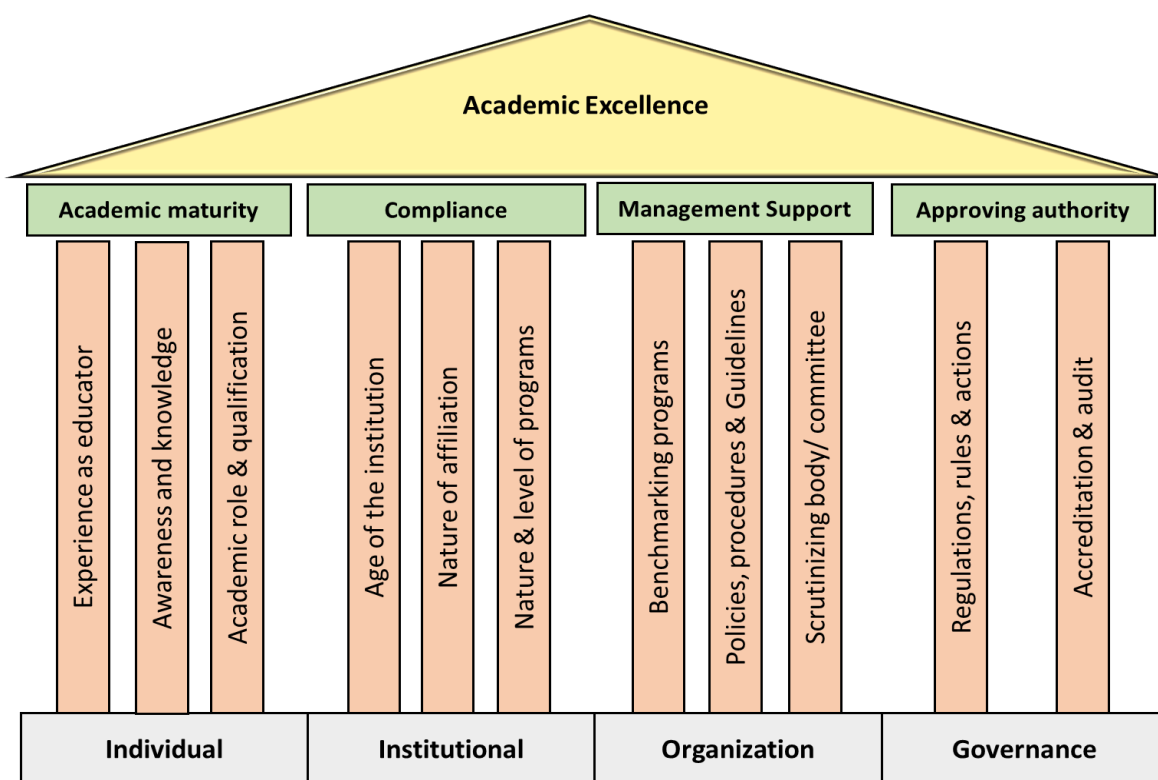 Academic Excellence
Academic maturity
Compliance
Management Support
Approving authority
Experience as educator
Awareness and knowledge
Academic role & qualification
Age of the institution
Nature of affiliation
Nature & level of programs
Benchmarking programs
Policies, procedures & Guidelines
Scrutinizing body/ committee
Regulations, rules & actions
Accreditation & audit
Individual
Institutional
Organization
Governance